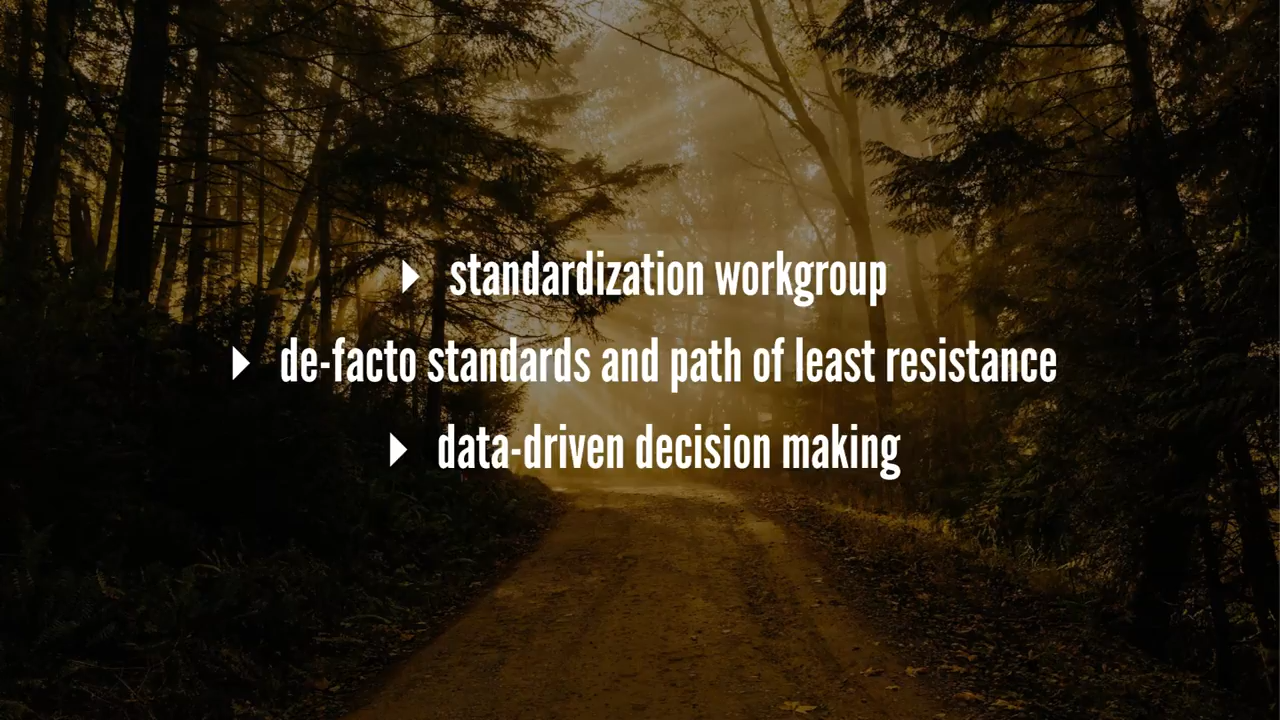 standardization workgroup
de-facto standards and path of least resistance
data-driven decision making